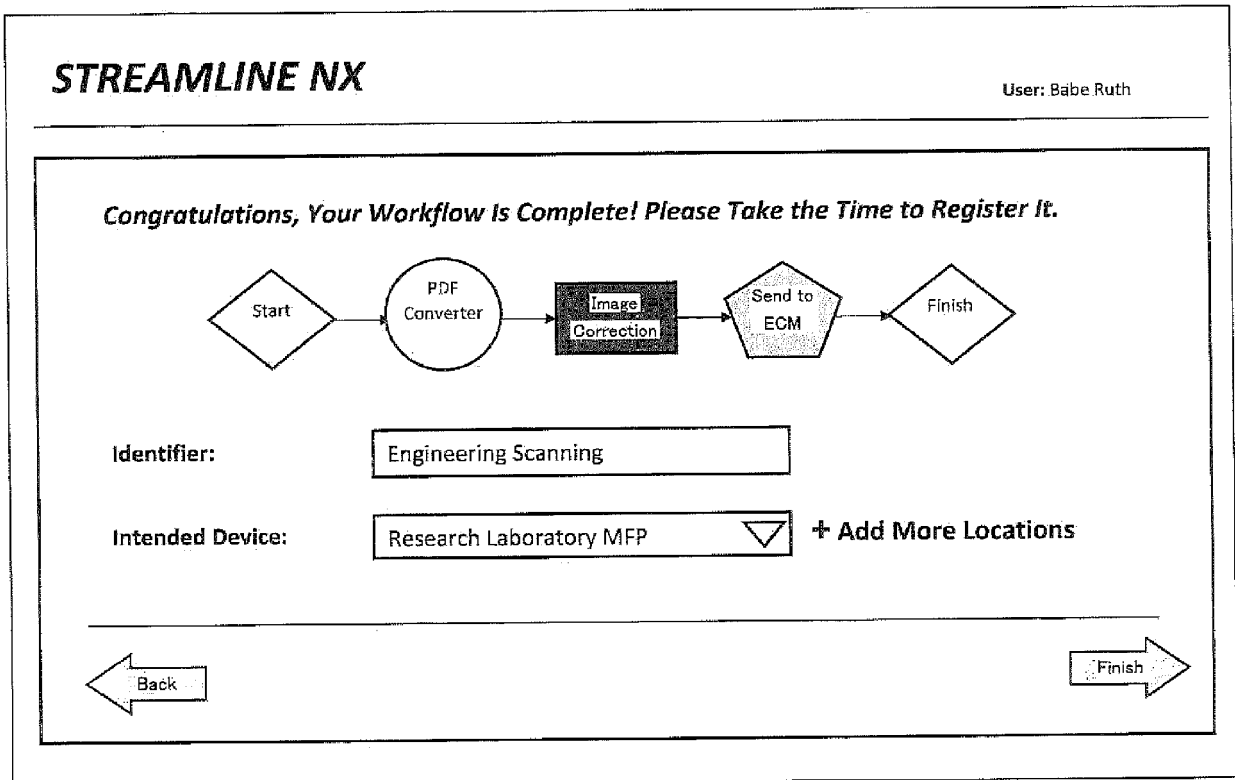 STREAMLINE NX
User: Babe Ruth
Congratulations, Your Workflow Is Complete! Please Take the Time to Register It.
Start
PDF
Converter
Image
Correction
Send to
ECM
Finish
Identifier:
Engineering Scanning
Intended Device:
Research Laboratory MFP
+ Add More Locations
Back
Finish